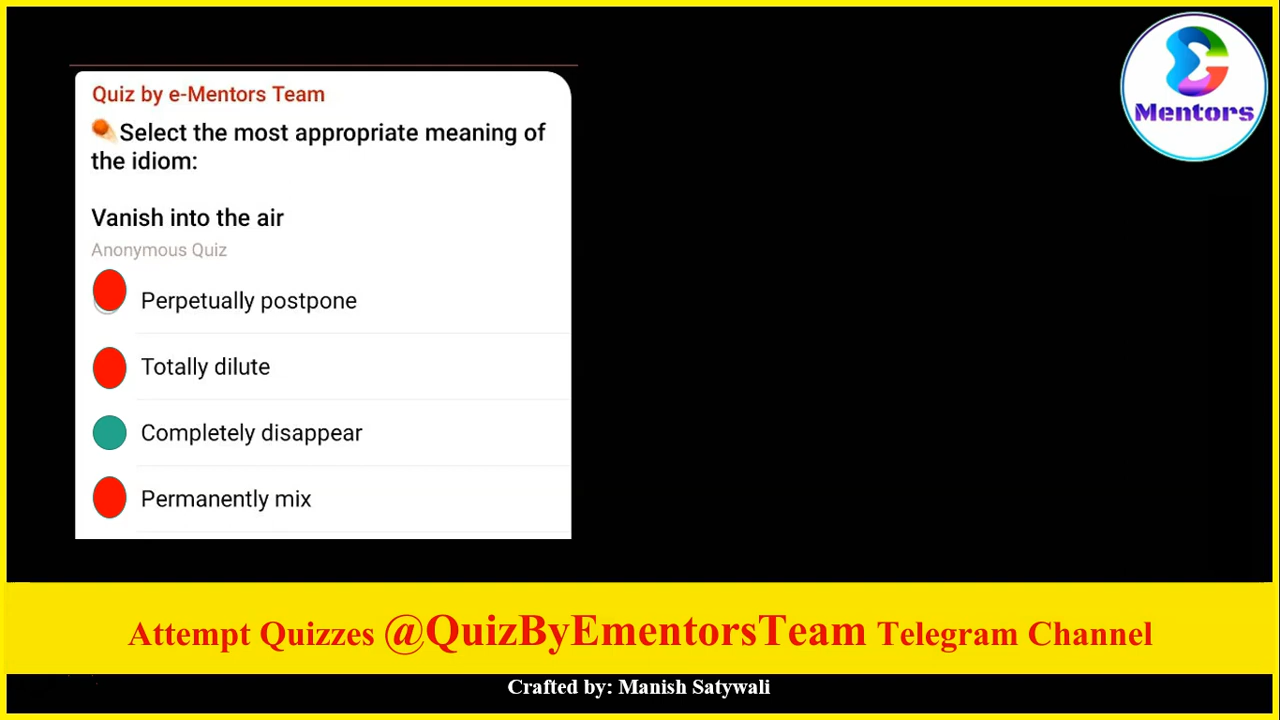 Quiz by e-Mentors Team
Select the most appropriate meaning of
the idiom:
Vanish into the air
Anonymous Quiz
Perpetually postpone
Totally dilute
Completely disappear
Permanently mix
Mentors
Attempt Quizzes @QuizByEmentorsTeam Telegram Channel
Crafted by: Manish Satywali